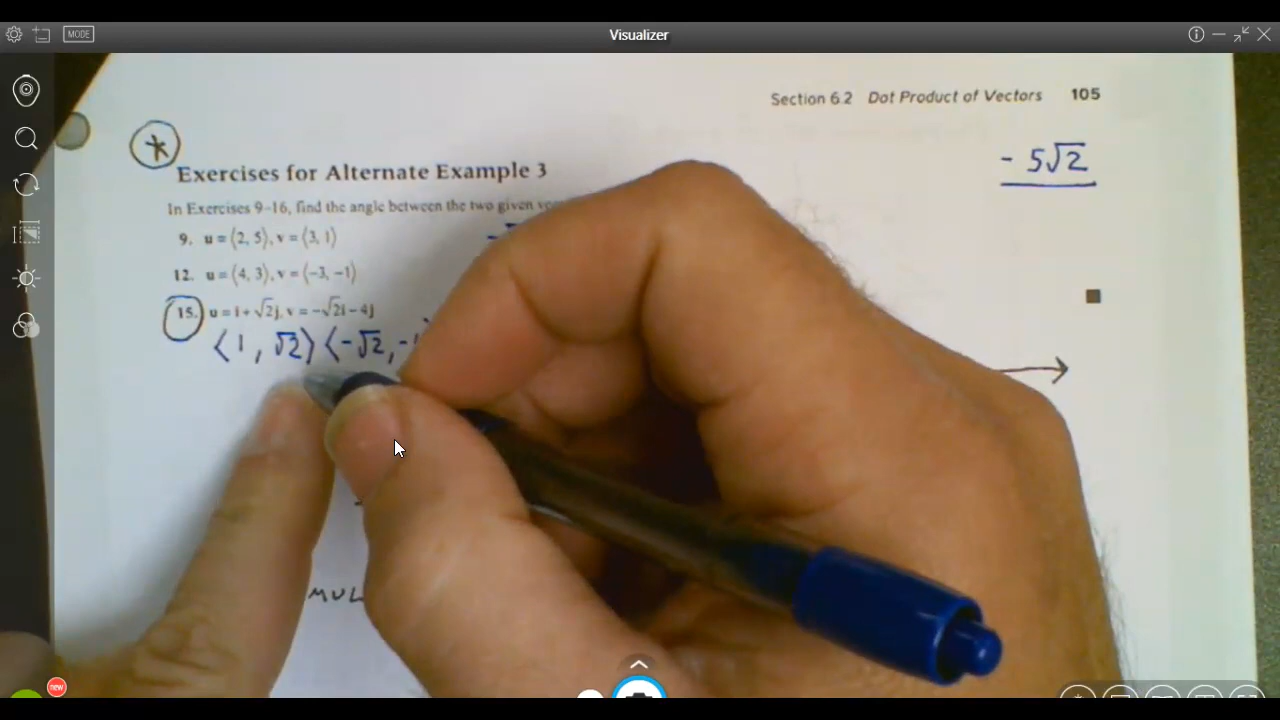 MODE
Visualizer
Section 6.2 Dot Product of Vectors 105
- 5√2
Exercises for Alternate Example 3
In Exercises 9–16, find the angle between the two given
9. u = ⟨2, 5⟩, v = ⟨3, 1⟩
12. u = ⟨4, 3⟩, v = ⟨−3, −1⟩
15. u = i + √2j, v = −√2i − 4j
⟨1, √2⟩ ⟨-√2, -
MUL
new